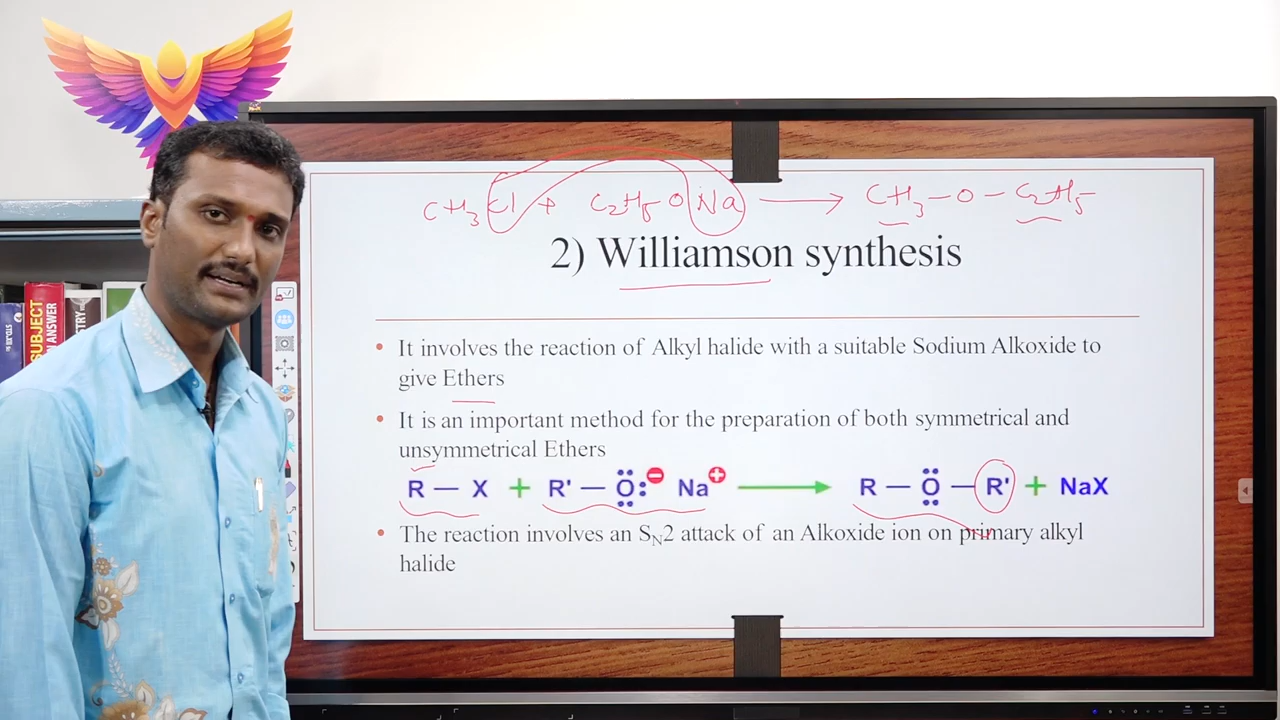 CH3Cl + C2H5ONa ⟶ CH3-O-C2H5
2) Williamson synthesis
• It involves the reaction of Alkyl halide with a suitable Sodium Alkoxide to
give Ethers
• It is an important method for the preparation of both symmetrical and
unsymmetrical Ethers
R — X + R' — O:⊖ Na⊕ ⟶ R — O — R' + NaX
• The reaction involves an SN2 attack of an Alkoxide ion on primary alkyl
halide
SUBJECT
ANSWER